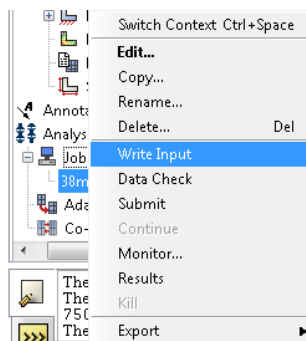 Switch Context Ctrl+Space
Edit...
Copy...
Rename...
Delete... Del
Write Input
Data Check
Submit
Continue
Monitor...
Results
Kill
Export
Annota
Analys
Job
38m
Ada
Co-
The
The
750
The
>>>